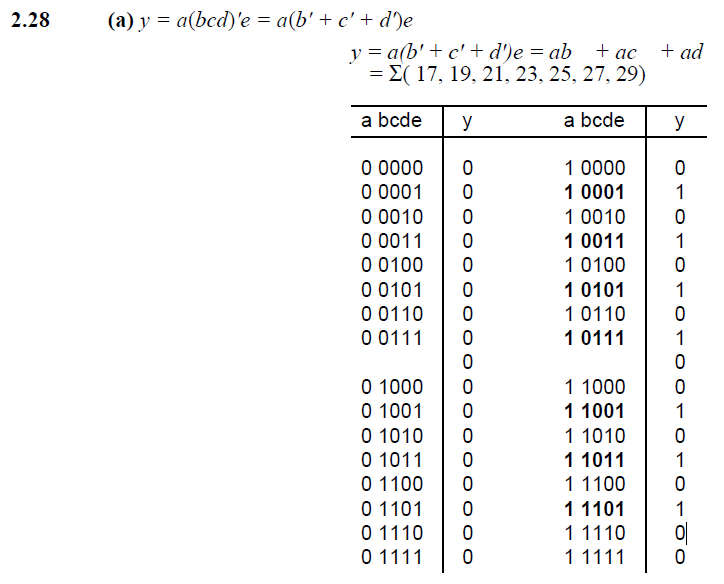 2.28 (a) y = a(bcd)'e = a(b' + c' + d')e
y = a(b' + c' + d')e = ab + ac + ad
= Σ( 17, 19, 21, 23, 25, 27, 29)
a bcde y a bcde y
0 0000 0 1 0000 0
0 0001 0 1 0001 1
0 0010 0 1 0010 0
0 0011 0 1 0011 1
0 0100 0 1 0100 0
0 0101 0 1 0101 1
0 0110 0 1 0110 0
0 0111 0 1 0111 1
0 0
0 1000 0 1 1000 0
0 1001 0 1 1001 1
0 1010 0 1 1010 0
0 1011 0 1 1011 1
0 1100 0 1 1100 0
0 1101 0 1 1101 1
0 1110 0 1 1110 0
0 1111 0 1 1111 0